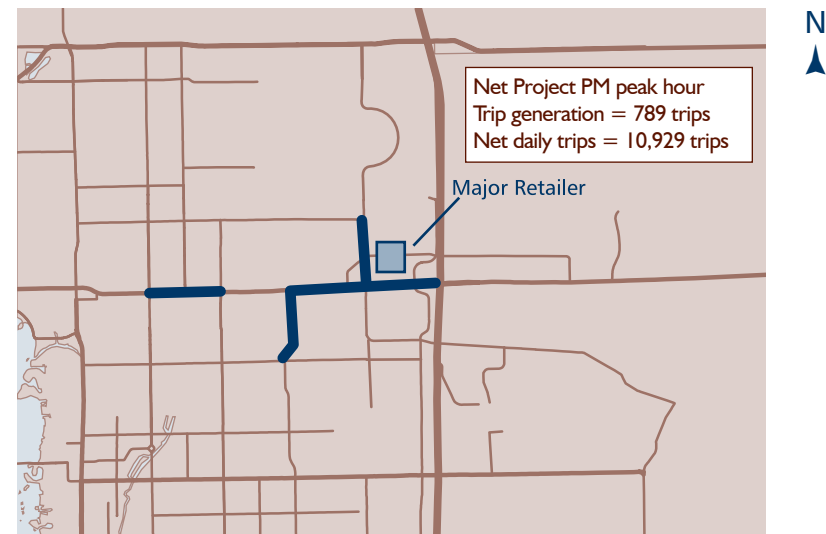 N
Net Project PM peak hour
Trip generation = 789 trips
Net daily trips = 10,929 trips
Major Retailer